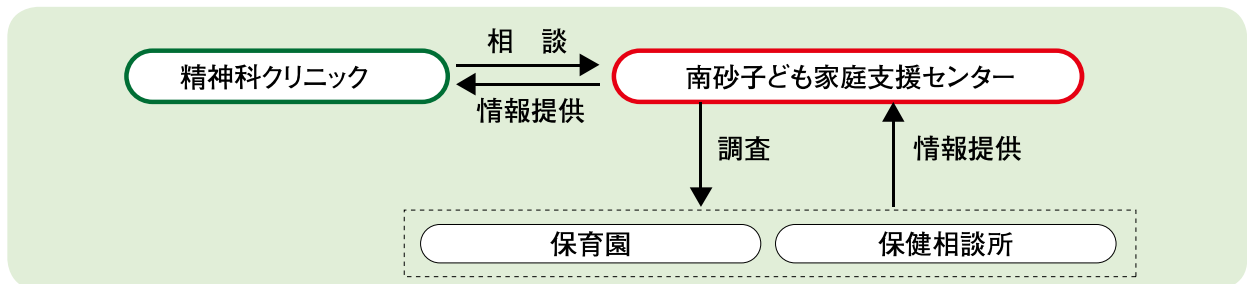 相　談
精神科クリニック
南砂子ども家庭支援センター
情報提供
調査
情報提供
保育園
保健相談所